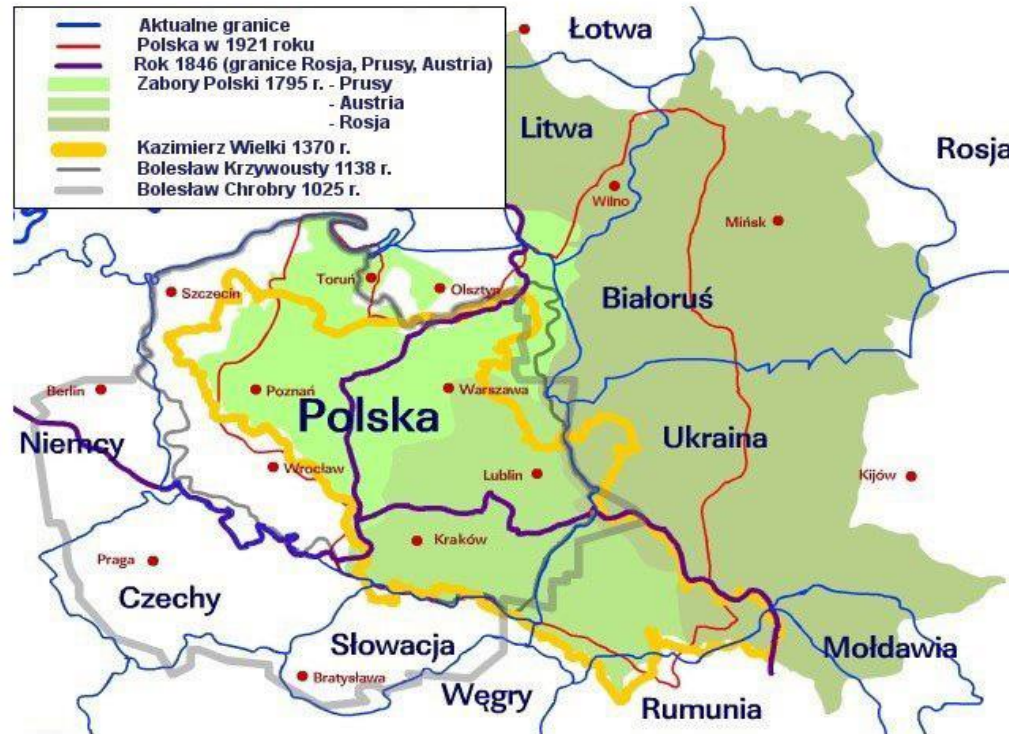 Aktualne granice
Polska w 1921 roku
Rok 1846 (granice Rosja, Prusy, Austria)
Zabory Polski 1795 r. - Prusy
- Austria
- Rosja
Kazimierz Wielki 1370 r.
Bolesław Krzywousty 1138 r.
Bolesław Chrobry 1025 r.
Łotwa
Litwa
Rosja
Wilno
Mińsk
Szczecin
Toruń
Olsztyn
Białoruś
Berlin
Poznań
Warszawa
Polska
Niemcy
Ukraina
Wrocław
Lublin
Kijów
Kraków
Praga
Czechy
Słowacja
Mołdawia
Bratysława
Węgry
Rumunia